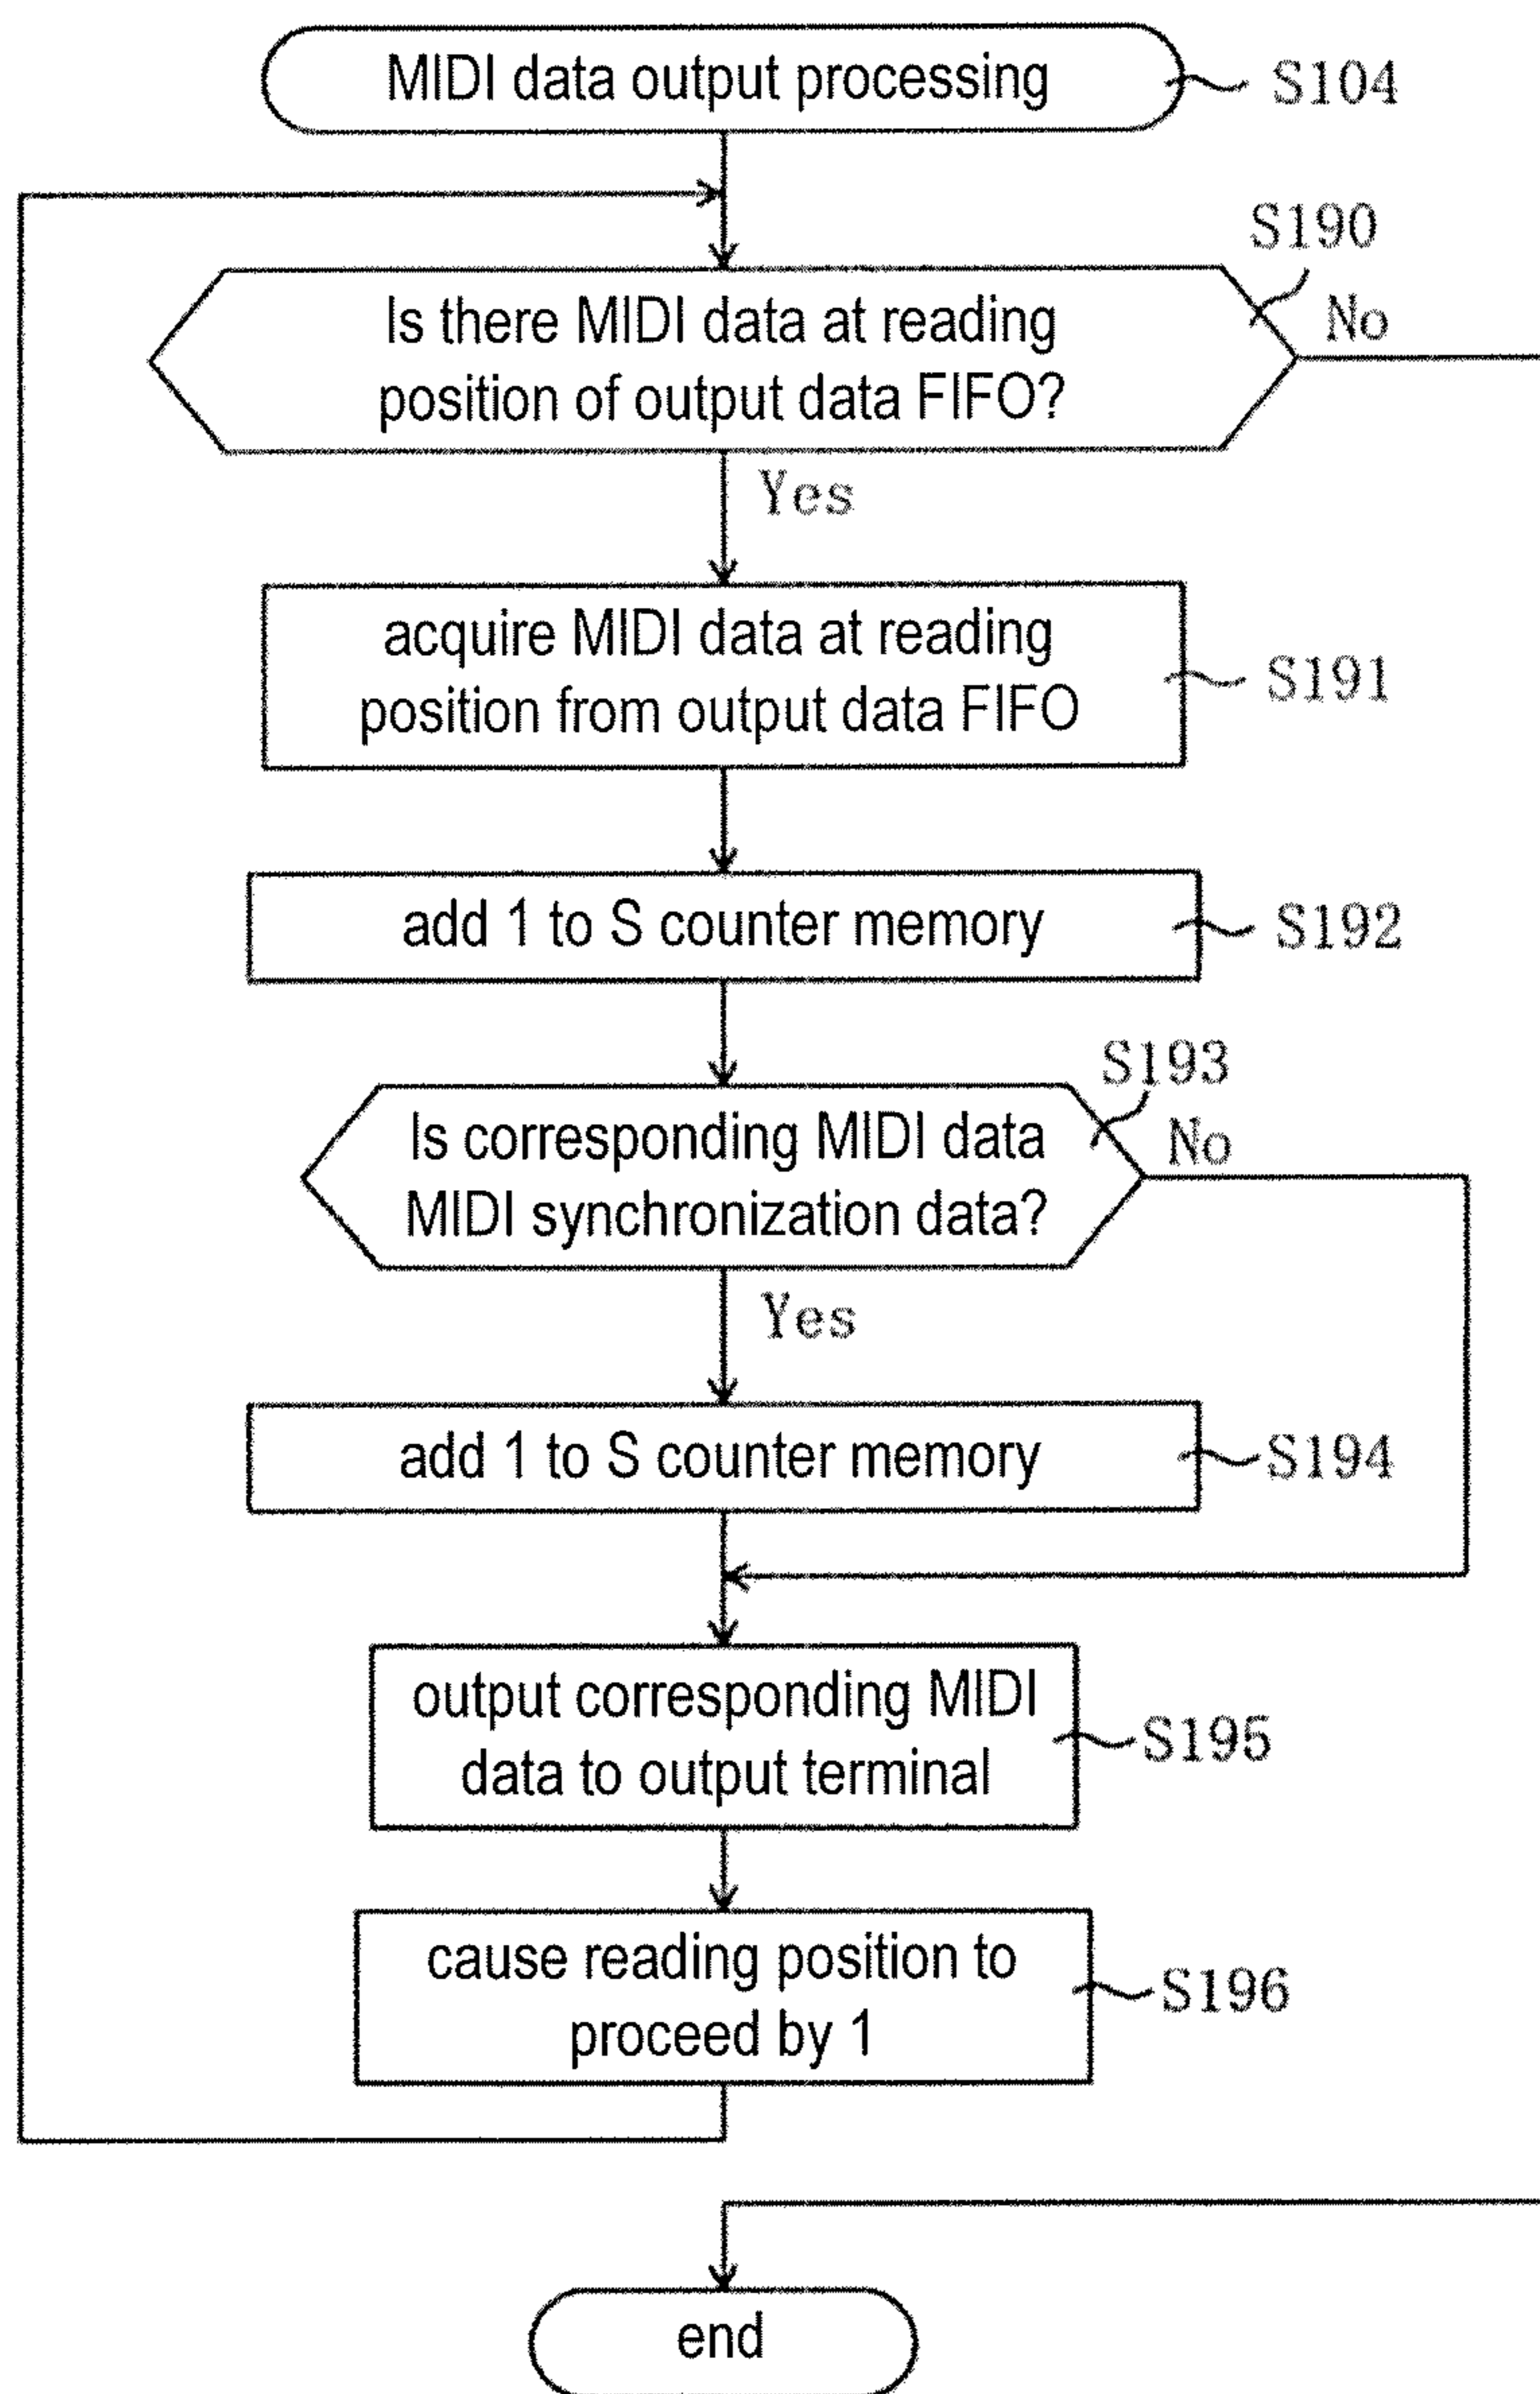 MIDI data output processing
S104
S190
Is there MIDI data at reading
No
position of output data FIFO?
Yes
acquire MIDI data at reading
position from output data FIFO
S191
add 1 to S counter memory
S192
S193
Is corresponding MIDI data
No
MIDI synchronization data?
Yes
add 1 to S counter memory
S194
output corresponding MIDI
data to output terminal
S195
cause reading position to
proceed by 1
S196
end